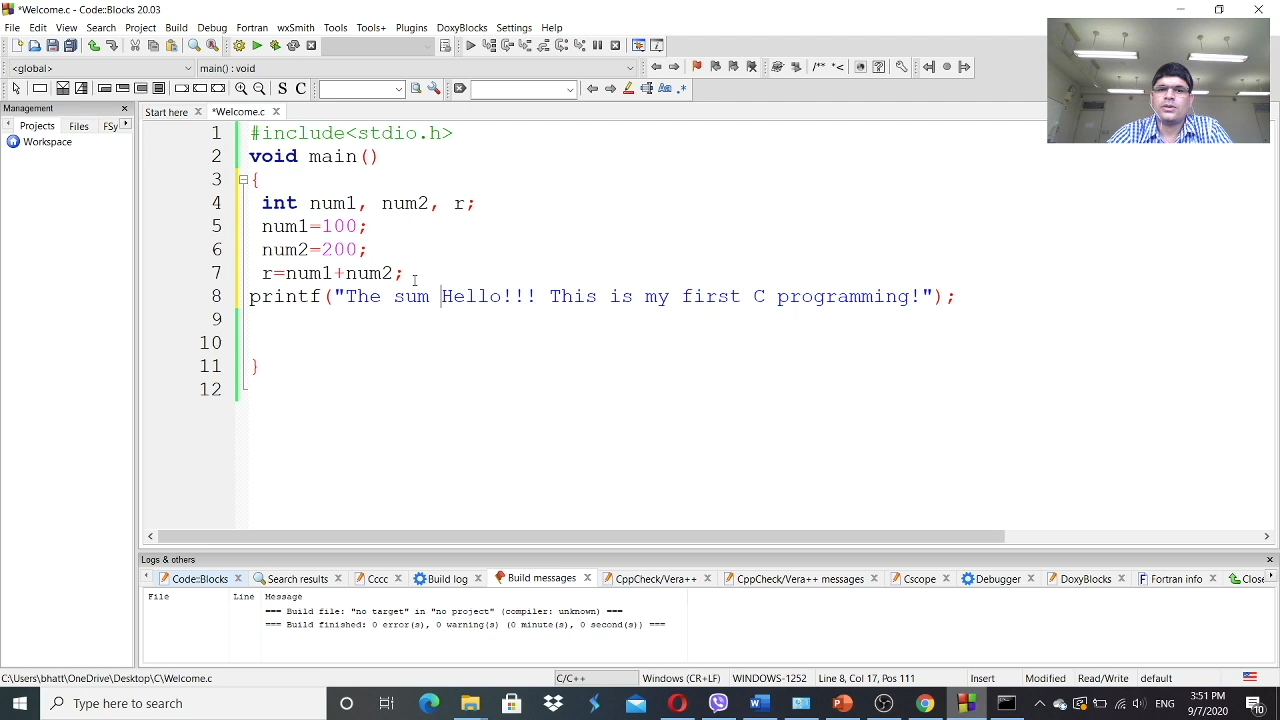 *Welcome.c - Code::Blocks 20.03
File Edit View Search Project Build Debug Fortran wxSmith Tools Tools+ Plugins DoxyBlocks Settings Help
<global> main() : void
S C
Management
Projects Files FSy
Workspace
Start here *Welcome.c
1 #include<stdio.h>
2 void main()
3 {
4 int num1, num2, r;
5 num1=100;
6 num2=200;
7 r=num1+num2;
8 printf("The sum Hello!!! This is my first C programming!");
9
10
11 }
12
Logs & others
Code::Blocks Search results Cccc Build log Build messages CppCheck/Vera++ CppCheck/Vera++ messages Cscope Debugger DoxyBlocks Fortran info Close
File Line Message
=== Build file: "no target" in "no project" (compiler: unknown) ===
=== Build finished: 0 error(s), 0 warning(s) (0 minute(s), 0 second(s)) ===
C:\Users\bhatt\OneDrive\Desktop\C\Welcome.c C/C++ Windows (CR+LF) WINDOWS-1252 Line 8, Col 17, Pos 111 Insert Modified Read/Write default
Type here to search
3:51 PM
9/7/2020